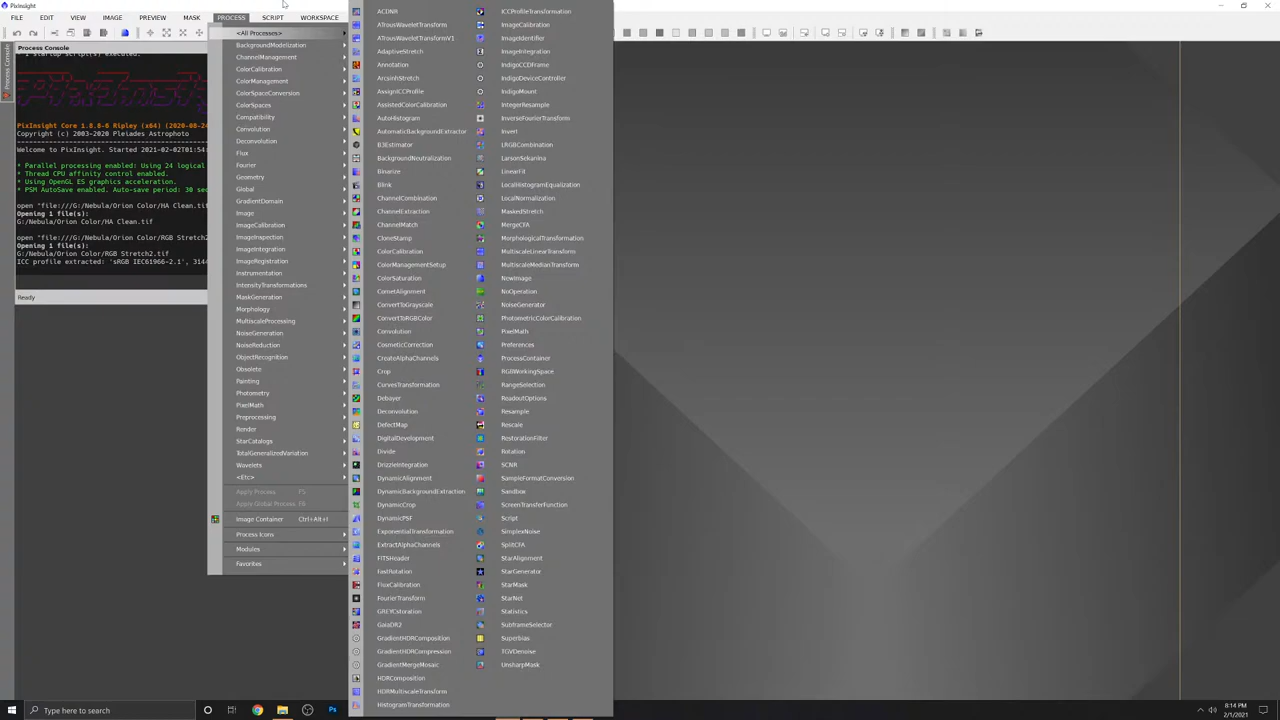 PixInsight
FILE EDIT VIEW IMAGE PREVIEW MASK PROCESS SCRIPT WORKSPACE
Process Console
Process Console
PixInsight Core 1.8.8-6 Ripley (x64) (2020-08-24
Copyright (c) 2003-2020 Pleiades Astrophoto
Welcome to PixInsight. Started 2021-02-02T01:54:
* Parallel processing enabled: Using 24 logical
* Thread CPU affinity control enabled.
* Using OpenGL ES graphics acceleration.
* PSM AutoSave enabled. Auto-save period: 30 sec
open "file:///G:/Nebula/Orion Color/HA Clean.tif
Opening 1 file(s):
G:/Nebula/Orion Color/HA Clean.tif
open "file:///G:/Nebula/Orion Color/RGB Stretch2
Opening 1 file(s):
G:/Nebula/Orion Color/RGB Stretch2.tif
ICC profile extracted: 'sRGB IEC61966-2.1', 3144
Ready
<All Processes>
BackgroundModelization
ChannelManagement
ColorCalibration
ColorManagement
ColorSpaceConversion
ColorSpaces
Compatibility
Convolution
Deconvolution
Flux
Fourier
Geometry
Global
GradientDomain
Image
ImageCalibration
ImageInspection
ImageIntegration
ImageRegistration
Instrumentation
IntensityTransformations
MaskGeneration
Morphology
MultiscaleProcessing
NoiseGeneration
NoiseReduction
ObjectRecognition
Obsolete
Painting
Photometry
PixelMath
Preprocessing
Render
StarCatalogs
TotalGeneralizedVariation
Wavelets
<Etc>
Apply Process F5
Apply Global Process F6
Image Container Ctrl+Alt+I
Process Icons
Modules
Favorites
ACDNR
ATrousWaveletTransform
ATrousWaveletTransformV1
AdaptiveStretch
Annotation
ArcsinhStretch
AssignICCProfile
AssistedColorCalibration
AutoHistogram
AutomaticBackgroundExtractor
B3Estimator
BackgroundNeutralization
Binarize
Blink
ChannelCombination
ChannelExtraction
ChannelMatch
CloneStamp
ColorCalibration
ColorManagementSetup
ColorSaturation
CometAlignment
ConvertToGrayscale
ConvertToRGBColor
Convolution
CosmeticCorrection
CreateAlphaChannels
Crop
CurvesTransformation
Debayer
Deconvolution
DefectMap
DigitalDevelopment
Divide
DrizzleIntegration
DynamicAlignment
DynamicBackgroundExtraction
DynamicCrop
DynamicPSF
ExponentialTransformation
ExtractAlphaChannels
FITSHeader
FastRotation
FluxCalibration
FourierTransform
GREYCstoration
GaiaDR2
GradientHDRComposition
GradientHDRCompression
GradientMergeMosaic
HDRComposition
HDRMultiscaleTransform
HistogramTransformation
ICCProfileTransformation
ImageCalibration
ImageIdentifier
ImageIntegration
IndigoCCDFrame
IndigoDeviceController
IndigoMount
IntegerResample
InverseFourierTransform
Invert
LRGBCombination
LarsonSekanina
LinearFit
LocalHistogramEqualization
LocalNormalization
MaskedStretch
MergeCFA
MorphologicalTransformation
MultiscaleLinearTransform
MultiscaleMedianTransform
NewImage
NoOperation
NoiseGenerator
PhotometricColorCalibration
PixelMath
Preferences
ProcessContainer
RGBWorkingSpace
RangeSelection
ReadoutOptions
Resample
Rescale
RestorationFilter
Rotation
SCNR
SampleFormatConversion
Sandbox
ScreenTransferFunction
Script
SimplexNoise
SplitCFA
StarAlignment
StarGenerator
StarMask
StarNet
Statistics
SubframeSelector
Superbias
TGVDenoise
UnsharpMask
Type here to search
Ps
8:14 PM
2/1/2021